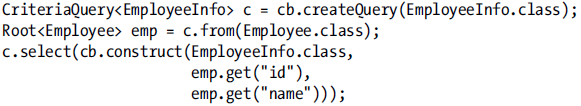 CriteriaQuery<EmployeeInfo> c = cb.createQuery(EmployeeInfo.class);
Root<Employee> emp = c.from(Employee.class);
c.select(cb.construct(EmployeeInfo.class,
                      emp.get("id"),
                      emp.get("name")));